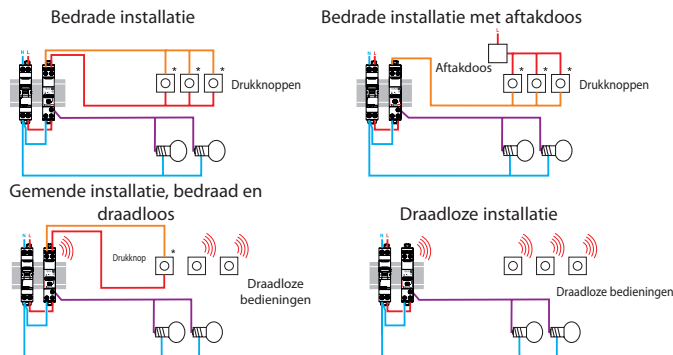 Bedrade installatie
N L
*
*
*
Drukknoppen
Bedrade installatie met aftakdoos
N L
L
Aftakdoos
*
*
*
Drukknoppen
Gemende installatie, bedraad en
draadloos
N L
Drukknop
*
Draadloze
bedieningen
Draadloze installatie
N L
Draadloze bedieningen